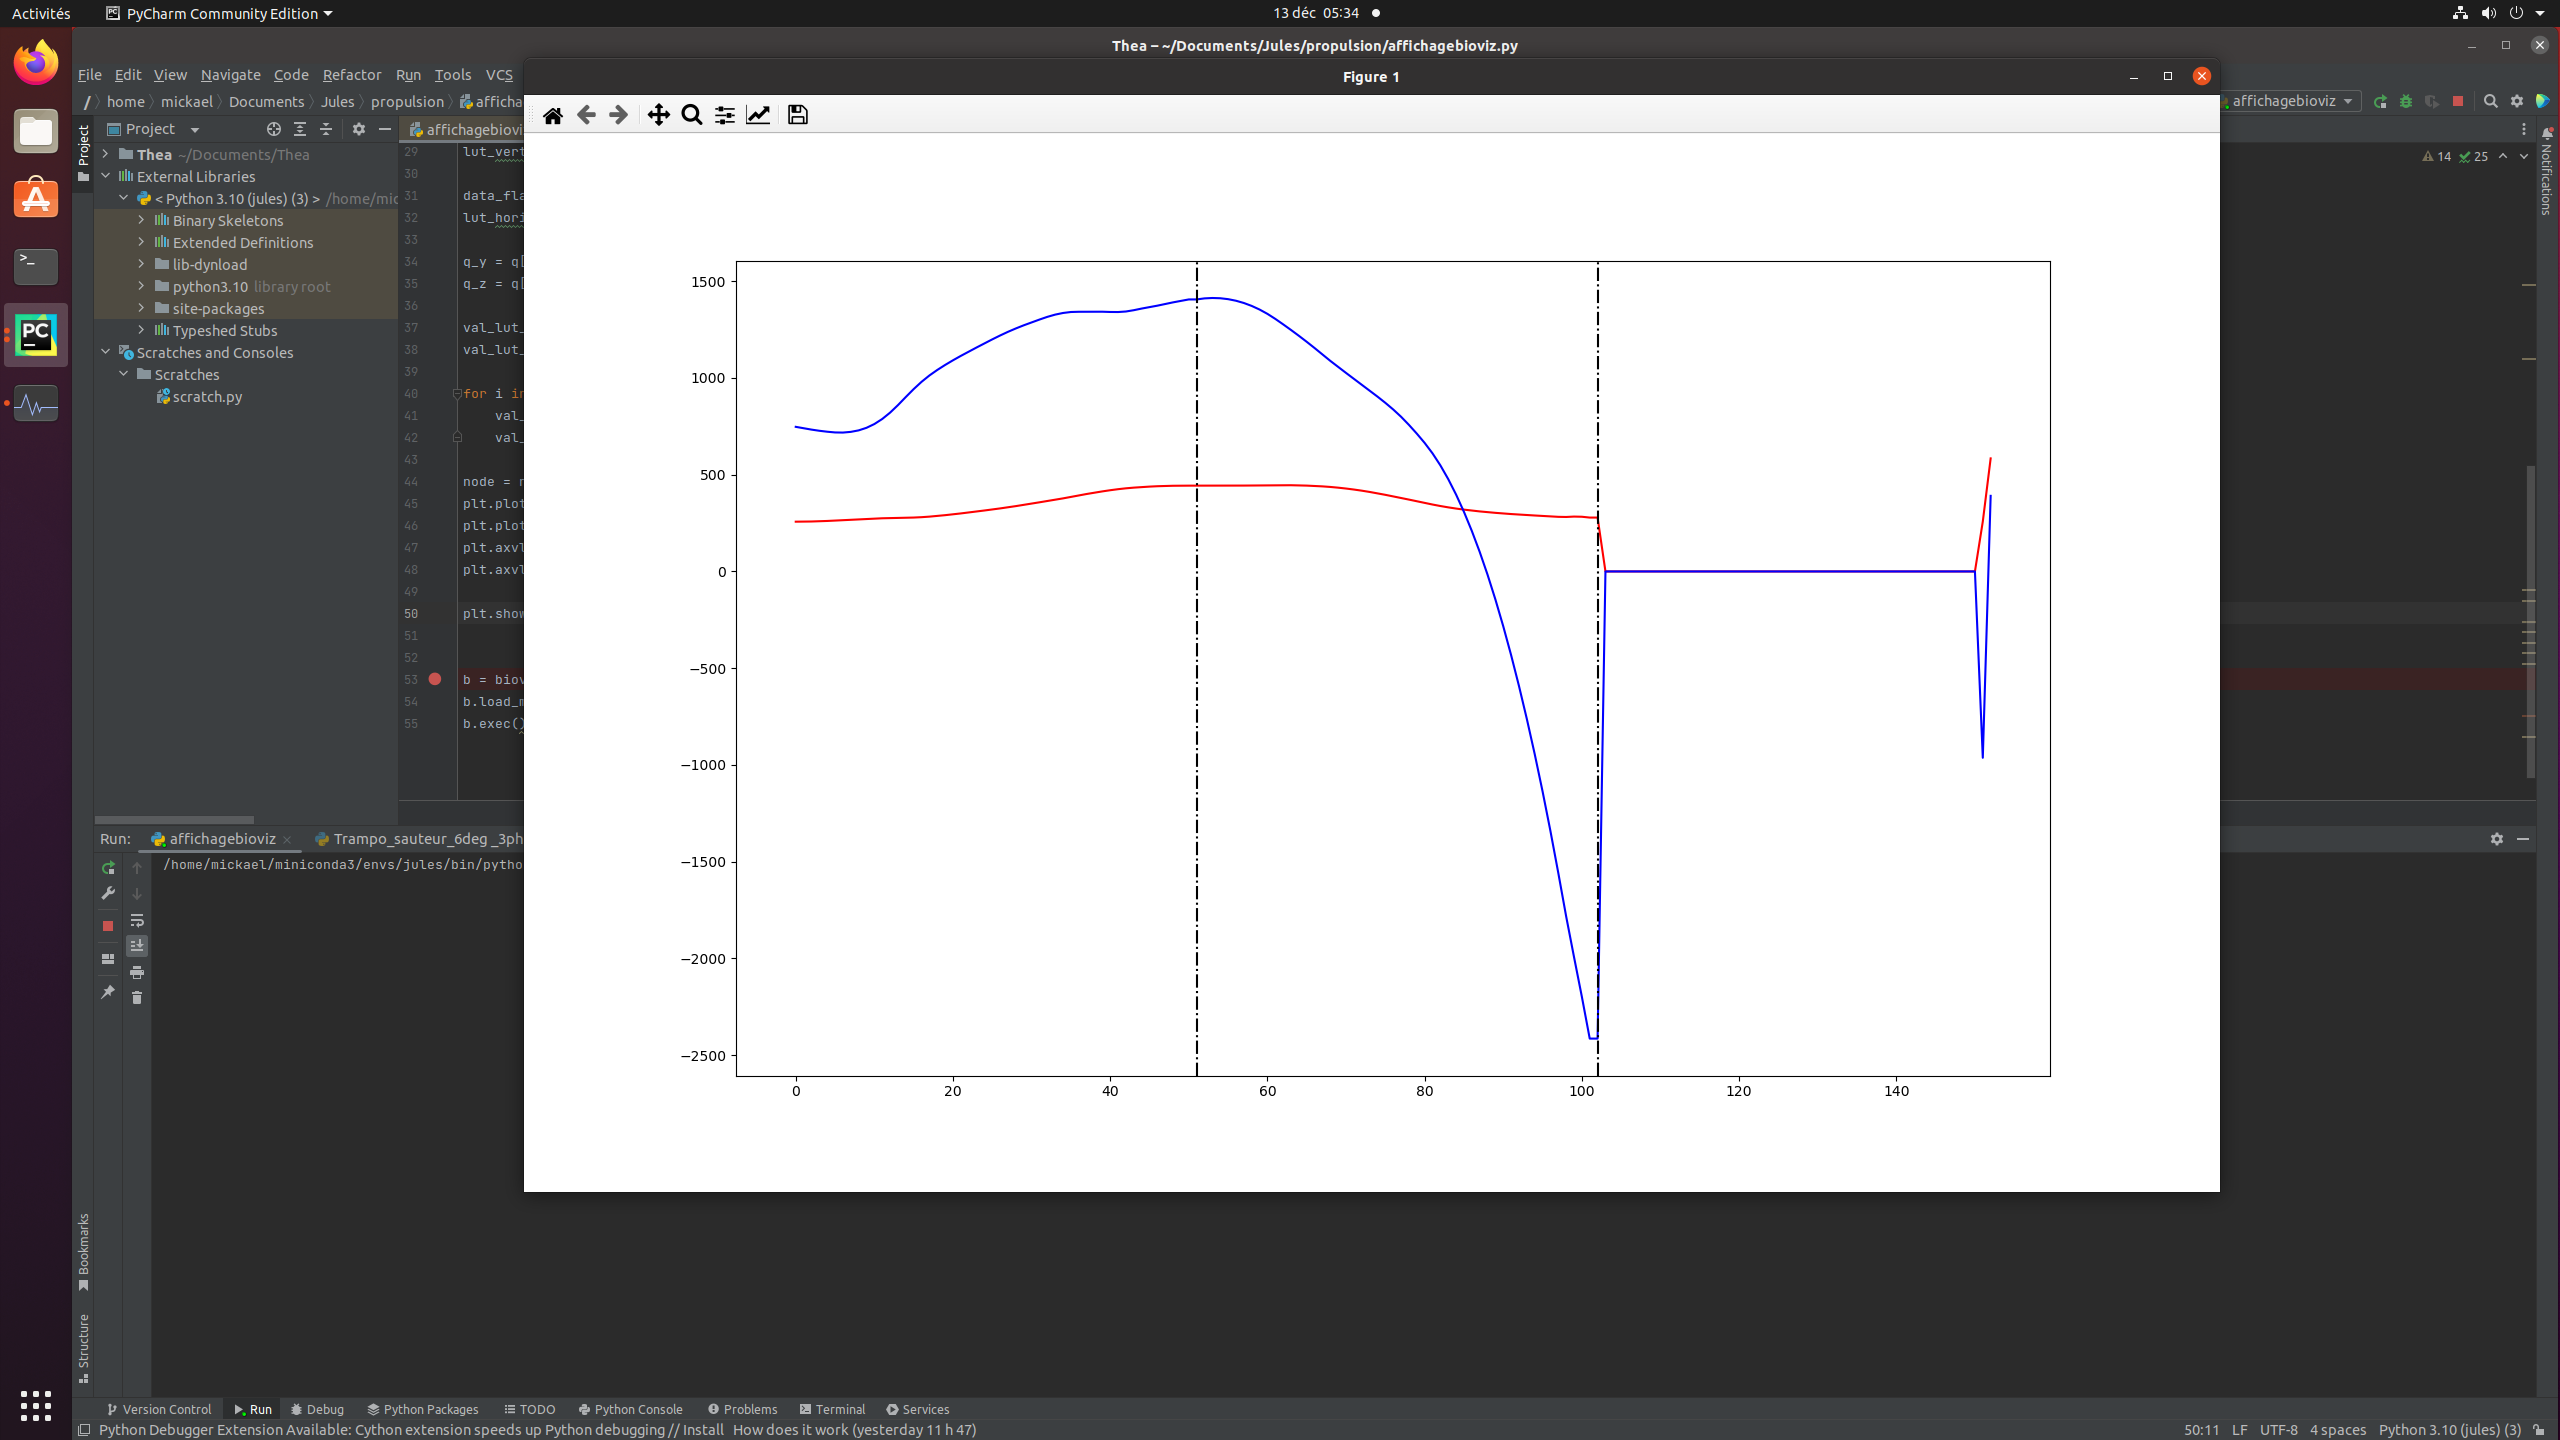 Activités PyCharm Community Edition 13 déc 05:34
Thea – ~/Documents/Jules/propulsion/affichagebioviz.py
File Edit View Navigate Code Refactor Run Tools VCS
Figure 1
/ home mickael Documents Jules propulsion afficha
affichagebioviz
Project
affichagebiovi
Project
Thea ~/Documents/Thea
External Libraries
< Python 3.10 (jules) (3) > /home/mic
Binary Skeletons
Extended Definitions
lib-dynload
python3.10 library root
site-packages
Typeshed Stubs
Scratches and Consoles
Scratches
scratch.py
29 lut_vert
30
31 data_fla
32 lut_hori
33
34 q_y = q[
35 q_z = q[
36
37 val_lut_
38 val_lut_
39
40 for i in
41 val_
42 val_
43
44 node = n
45 plt.plot
46 plt.plot
47 plt.axvl
48 plt.axvl
49
50 plt.show
51
52
53 b = biov
54 b.load_m
55 b.exec()
14 25
Notifications
1500
1000
500
0
−500
−1000
−1500
−2000
−2500
0 20 40 60 80 100 120 140
Run: affichagebioviz Trampo_sauteur_6deg _3ph
/home/mickael/miniconda3/envs/jules/bin/pytho
Bookmarks
Structure
Version Control Run Debug Python Packages TODO Python Console Problems Terminal Services
Python Debugger Extension Available: Cython extension speeds up Python debugging // Install How does it work (yesterday 11 h 47) 50:11 LF UTF-8 4 spaces Python 3.10 (jules) (3)